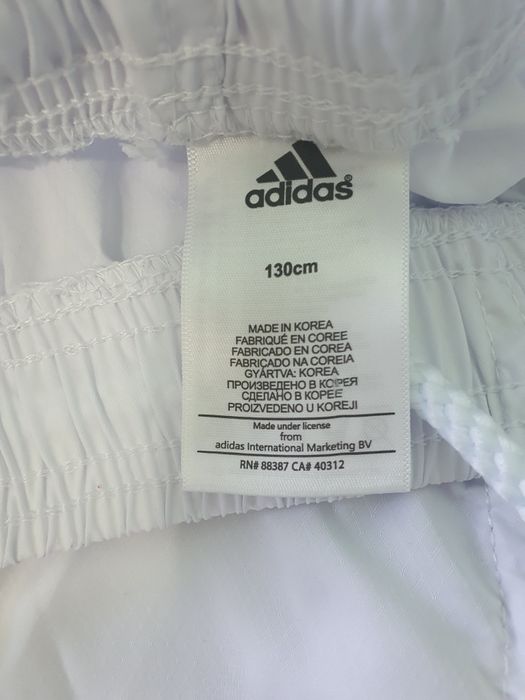 adidas®
130cm
MADE IN KOREA
FABRIQUÉ EN COREE
FABRICADO EN COREA
FABRICADO NA COREIA
GYÁRTVA: KOREA
ПРОИЗВЕДЕНО В КОРЕЯ
СДЕЛАНО В КОРЕЕ
PROIZVEDENO U KOREJI
Made under license
from
adidas International Marketing BV
RN# 88387 CA# 40312